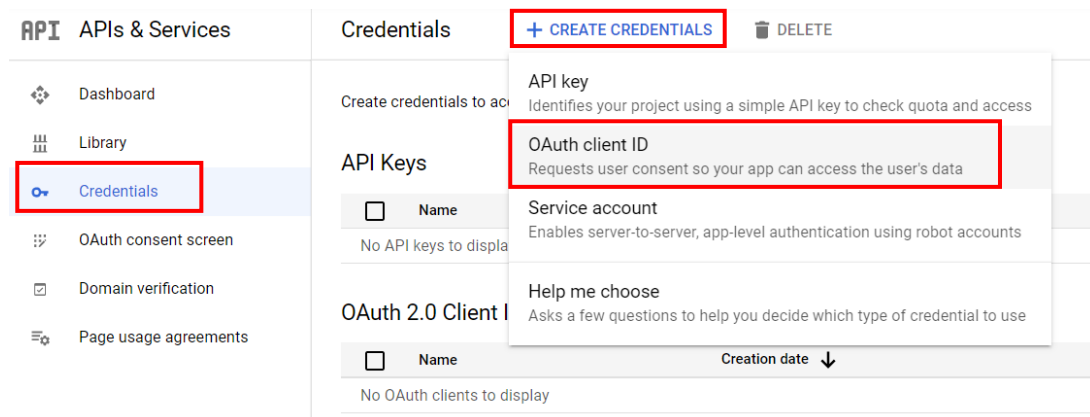 API APIs & Services
Dashboard
Library
Credentials
OAuth consent screen
Domain verification
Page usage agreements
Credentials
+ CREATE CREDENTIALS
DELETE
Create credentials to
API key
Identifies your project using a simple API key to check quota and access
OAuth client ID
Requests user consent so your app can access the user's data
Service account
Enables server-to-server, app-level authentication using robot accounts
Help me choose
Asks a few questions to help you decide which type of credential to use
API Keys
Name
No API keys to
OAuth 2.0 Client
Name
Creation date
No OAuth clients to display